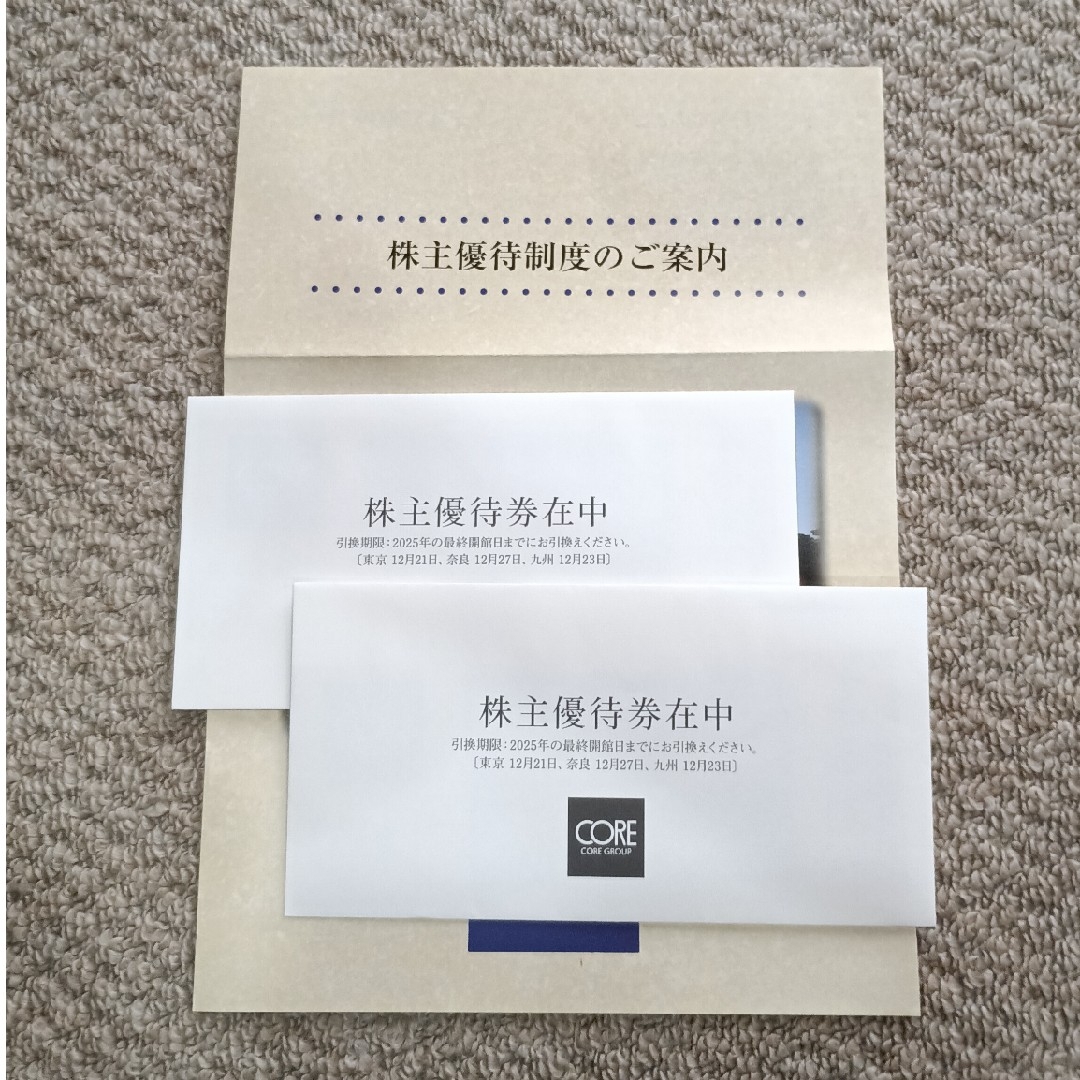 株主優待制度のご案内
株主優待券在中
引換期限：2025年の最終開館日までにお引換えください。
〔東京 12月21日、奈良 12月27日、九州 12月23日〕
株主優待券在中
引換期限：2025年の最終開館日までにお引換えください。
〔東京 12月21日、奈良 12月27日、九州 12月23日〕
CORE
CORE GROUP